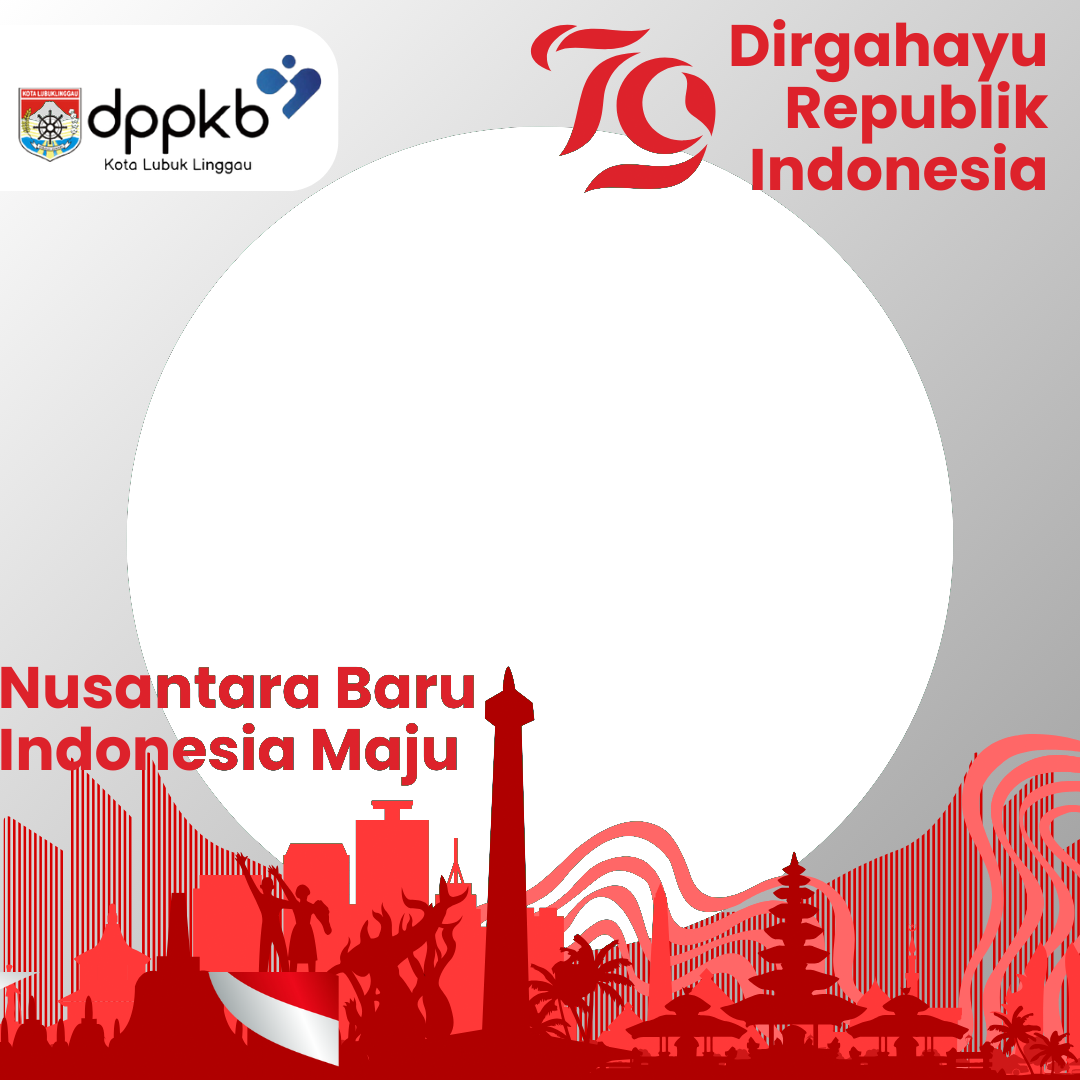 KOTA LUBUKLINGGAU
dppkb
Kota Lubuk Linggau
79
Dirgahayu
Republik
Indonesia
Nusantara Baru
Indonesia Maju